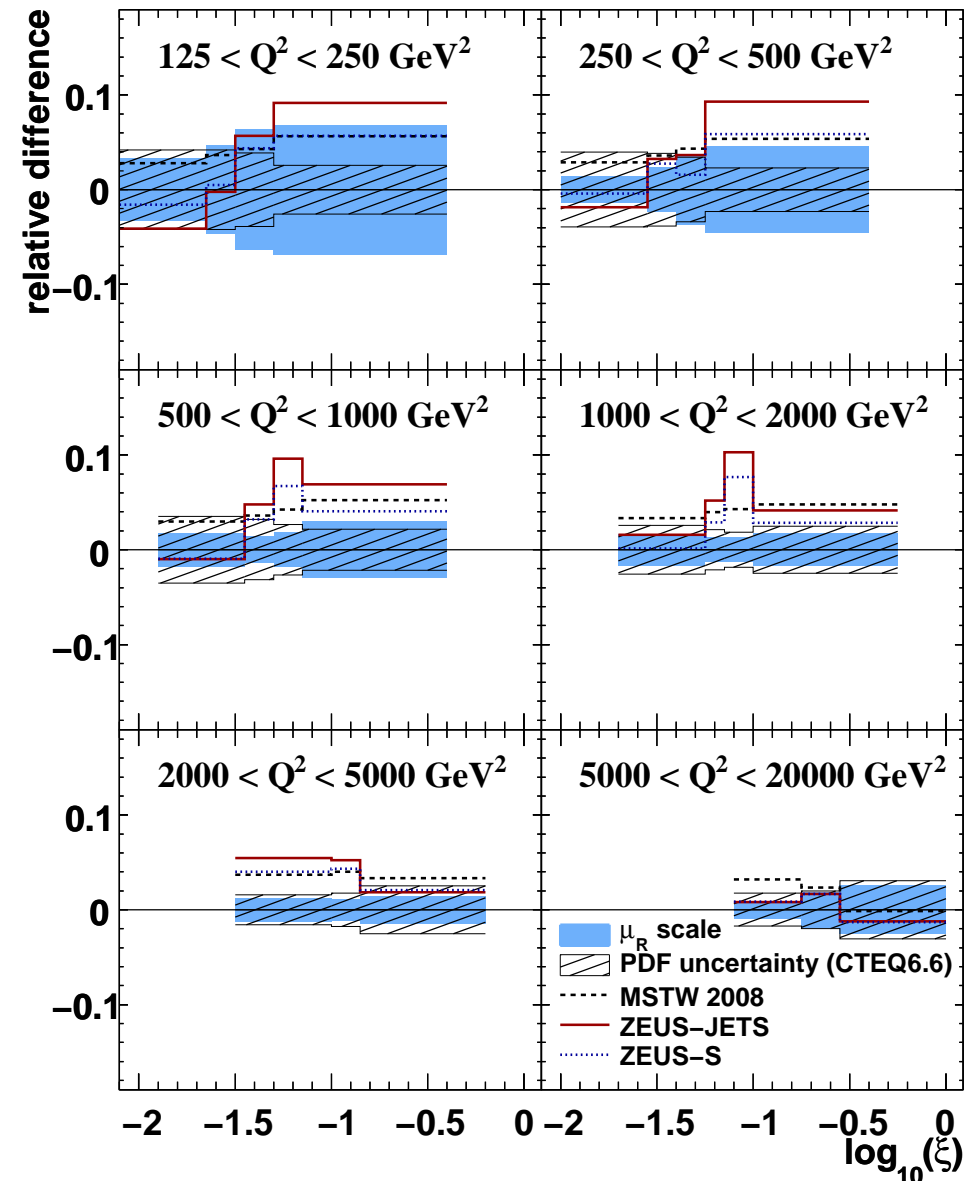 relative difference
125 < Q² < 250 GeV²
250 < Q² < 500 GeV²
0.1
0
−0.1
500 < Q² < 1000 GeV²
1000 < Q² < 2000 GeV²
0.1
0
−0.1
2000 < Q² < 5000 GeV²
5000 < Q² < 20000 GeV²
0.1
0
−0.1
μ_R scale
PDF uncertainty (CTEQ6.6)
MSTW 2008
ZEUS−JETS
ZEUS−S
−2 −1.5 −1 −0.5 0 −2 −1.5 −1 −0.5 0
log₁₀(ξ)